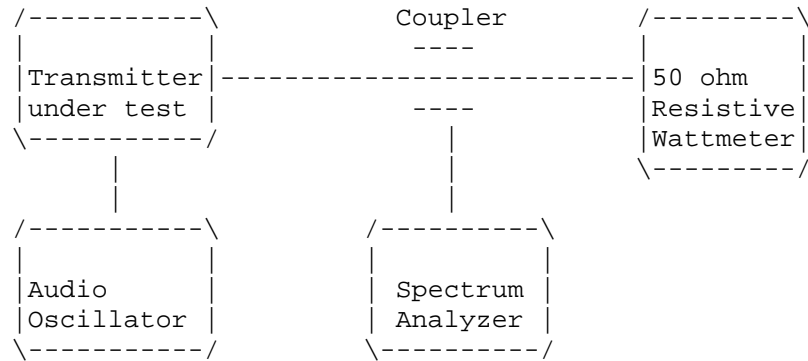 Coupler
Transmitter
under test
50 ohm
Resistive
Wattmeter
Audio
Oscillator
Spectrum
Analyzer